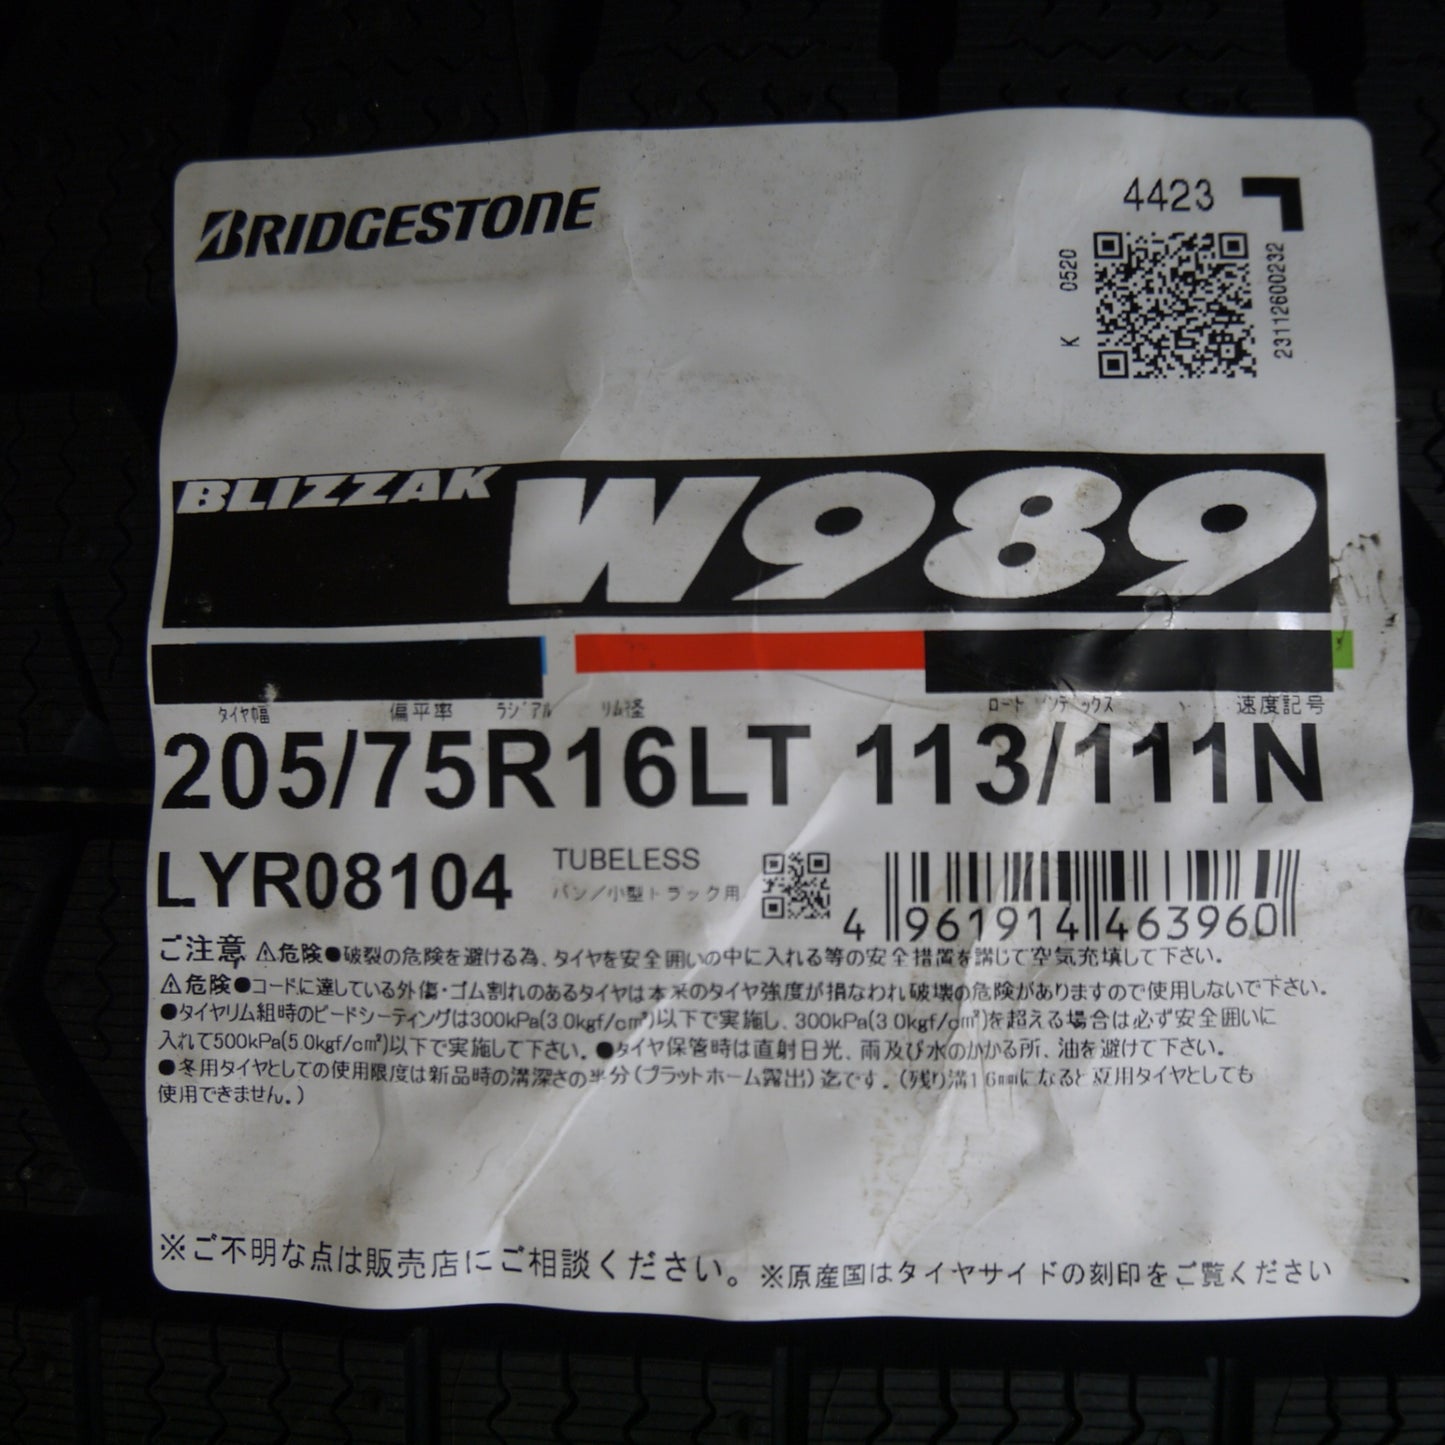 BRIDGESTONE
4423
K 0520
231126000232
BLIZZAK W989
タイヤ幅 偏平率 ラジアル リム径 ロードインデックス 速度記号
205/75R16LT 113/111N
LYR08104
TUBELESS
バン/小型トラック用
4 961914 463960
ご注意 ⚠危険●破裂の危険を避ける為、タイヤを安全囲いの中に入れる等の安全措置を講じて空気充填して下さい。
⚠危険●コードに達している外傷・ゴム割れのあるタイヤは本来のタイヤ強度が損なわれ破壊の危険がありますので使用しないで下さい。
●タイヤリム組時のビードシーティングは300kPa(3.0kgf/cm²)以下で実施し、300kPa(3.0kgf/cm²)を超える場合は必ず安全囲いに
入れて500kPa(5.0kgf/cm²)以下で実施して下さい。●タイヤ保管時は直射日光、雨及び水のかかる所、油を避けて下さい。
●冬用タイヤとしての使用限度は新品時の溝深さの半分(プラットホーム露出)迄です。(残り溝1.6mmになると夏用タイヤとしても
使用できません。)
※ご不明な点は販売店にご相談ください。※原産国はタイヤサイドの刻印をご覧ください